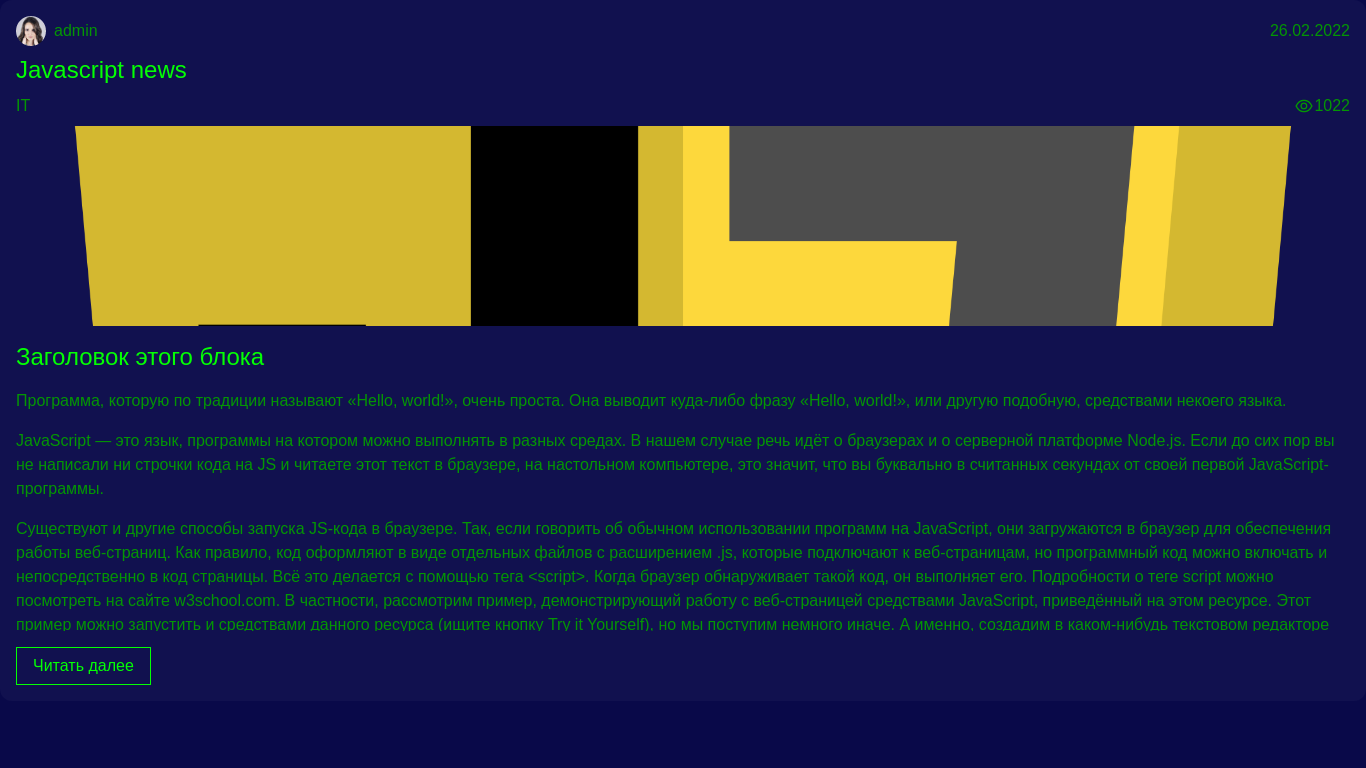 admin
26.02.2022
Javascript news
IT
1022
Заголовок этого блока
Программа, которую по традиции называют «Hello, world!», очень проста. Она выводит куда-либо фразу «Hello, world!», или другую подобную, средствами некоего языка.
JavaScript — это язык, программы на котором можно выполнять в разных средах. В нашем случае речь идёт о браузерах и о серверной платформе Node.js. Если до сих пор вы
не написали ни строчки кода на JS и читаете этот текст в браузере, на настольном компьютере, это значит, что вы буквально в считанных секундах от своей первой JavaScript-
программы.
Существуют и другие способы запуска JS-кода в браузере. Так, если говорить об обычном использовании программ на JavaScript, они загружаются в браузер для обеспечения
работы веб-страниц. Как правило, код оформляют в виде отдельных файлов с расширением .js, которые подключают к веб-страницам, но программный код можно включать и
непосредственно в код страницы. Всё это делается с помощью тега <script>. Когда браузер обнаруживает такой код, он выполняет его. Подробности о теге script можно
посмотреть на сайте w3school.com. В частности, рассмотрим пример, демонстрирующий работу с веб-страницей средствами JavaScript, приведённый на этом ресурсе. Этот
пример можно запустить и средствами данного ресурса (ищите кнопку Try it Yourself), но мы поступим немного иначе. А именно, создадим в каком-нибудь текстовом редакторе
Читать далее